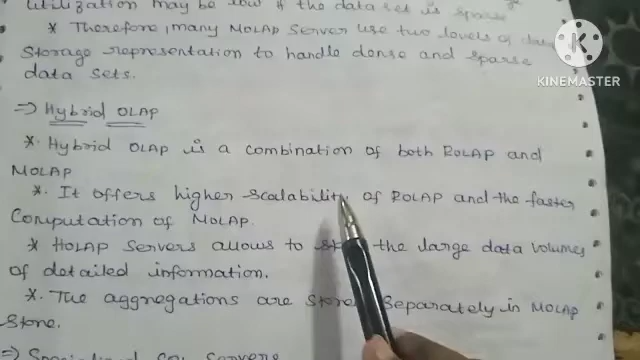 utilization may be low if the data set is sparse
* Therefore, many MOLAP Server use two levels of data
Storage representation to handle dense and sparse
data sets.
KINEMASTER
=> Hybrid OLAP
*. Hybrid OLAP is a combination of both ROLAP and
MOLAP
*. It offers higher scalability of ROLAP and the faster
Computation of MOLAP.
* HOLAP Servers allows to the large data volumes
of detailed information.
*. The aggregations are Separately in MOLAP
Store.
=> Servers